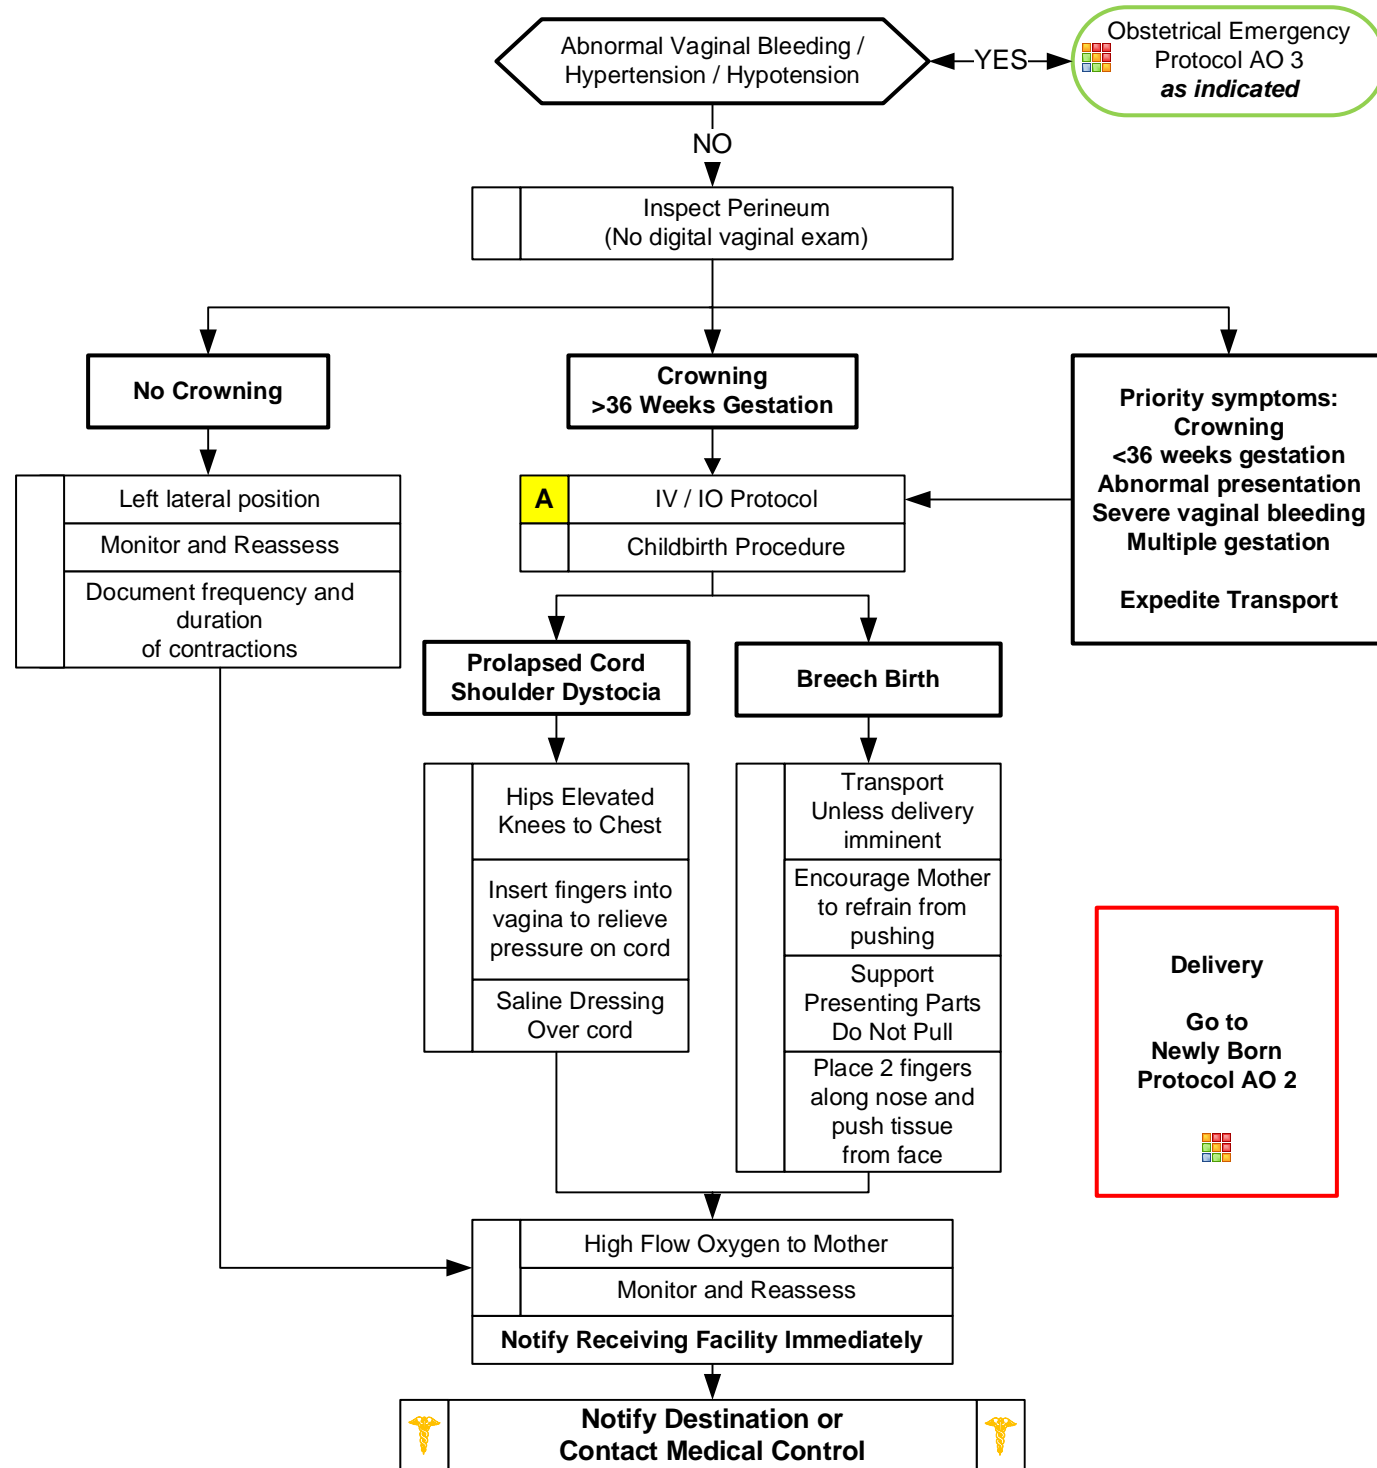 Abnormal Vaginal Bleeding /
Hypertension / Hypotension
YES
Obstetrical Emergency
Protocol AO 3
as indicated
NO
Inspect Perineum
(No digital vaginal exam)
No Crowning
Crowning
>36 Weeks Gestation
Priority symptoms:
Crowning
<36 weeks gestation
Abnormal presentation
Severe vaginal bleeding
Multiple gestation
Expedite Transport
Left lateral position
Monitor and Reassess
Document frequency and
duration
of contractions
A
IV / IO Protocol
Childbirth Procedure
Prolapsed Cord
Shoulder Dystocia
Breech Birth
Hips Elevated
Knees to Chest
Insert fingers into
vagina to relieve
pressure on cord
Saline Dressing
Over cord
Transport
Unless delivery
imminent
Encourage Mother
to refrain from
pushing
Support
Presenting Parts
Do Not Pull
Place 2 fingers
along nose and
push tissue
from face
Delivery
Go to
Newly Born
Protocol AO 2
High Flow Oxygen to Mother
Monitor and Reassess
Notify Receiving Facility Immediately
Notify Destination or
Contact Medical Control